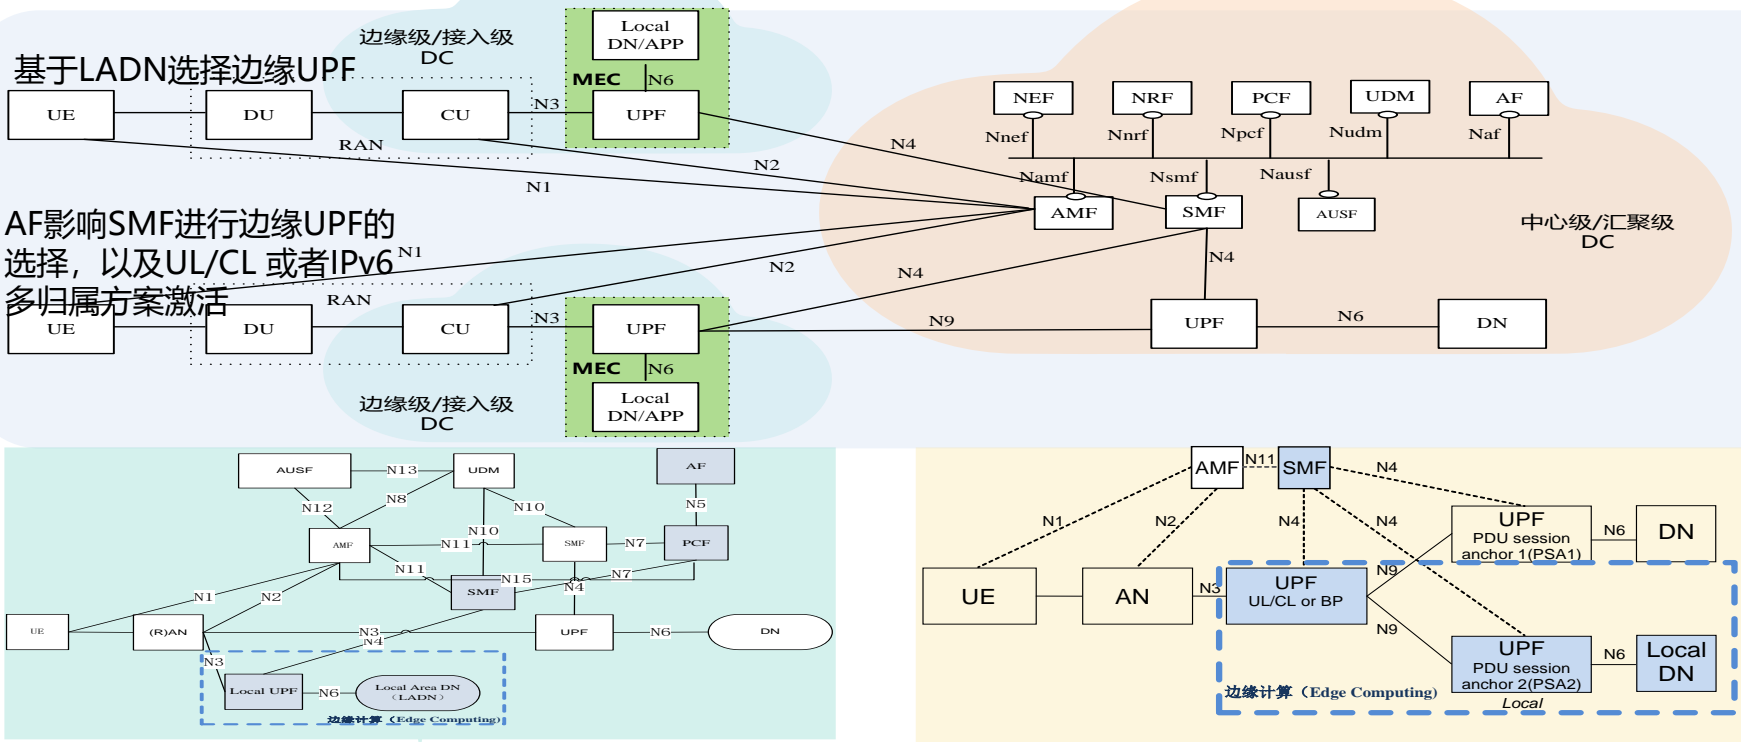 边缘级/接入级
DC
Local
DN/APP
基于LADN选择边缘UPF
MEC
N6
UE
DU
CU
N3
UPF
RAN
N4
N2
N1
NEF
NRF
PCF
UDM
AF
Nnef
Nnrf
Npcf
Nudm
Naf
Namf
Nsmf
Nausf
AMF
SMF
AUSF
中心级/汇聚级
DC
AF影响SMF进行边缘UPF的
选择，以及UL/CL 或者IPv6
多归属方案激活
N1
N2
N4
N4
RAN
UE
DU
CU
N3
UPF
N9
UPF
N6
DN
MEC
N6
边缘级/接入级
DC
Local
DN/APP
AUSF
N13
UDM
AF
N12
N8
N10
N10
N5
AMF
N11
SMF
N7
PCF
N11
SMF
N15
N7
N4
N1
N2
UE
(R)AN
N3
N4
UPF
N6
DN
N3
Local UPF
N6
Local Area DN
(LADN)
边缘计算（Edge Computing)
AMF
N11
SMF
N4
N1
N2
N4
N4
UPF
PDU session
anchor 1(PSA1)
N6
DN
UE
AN
N3
UPF
UL/CL or BP
N9
N9
UPF
PDU session
anchor 2(PSA2)
Local
N6
Local
DN
边缘计算（Edge Computing)